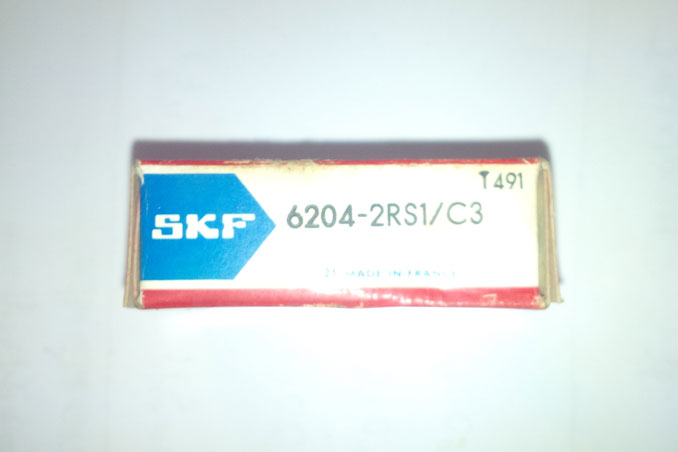 T491
SKF 6204-2RS1/C3
MADE IN FRANCE